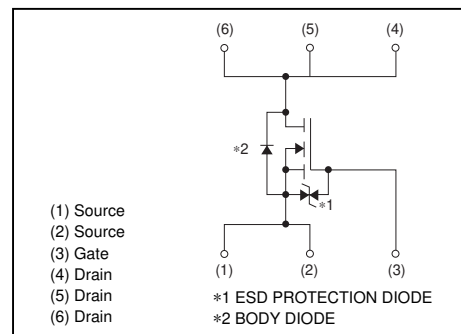 (6) (5) (4)
∗2
∗1
(1) Source
(2) Source
(3) Gate
(4) Drain
(5) Drain
(6) Drain
(1) (2) (3)
∗1 ESD PROTECTION DIODE
∗2 BODY DIODE